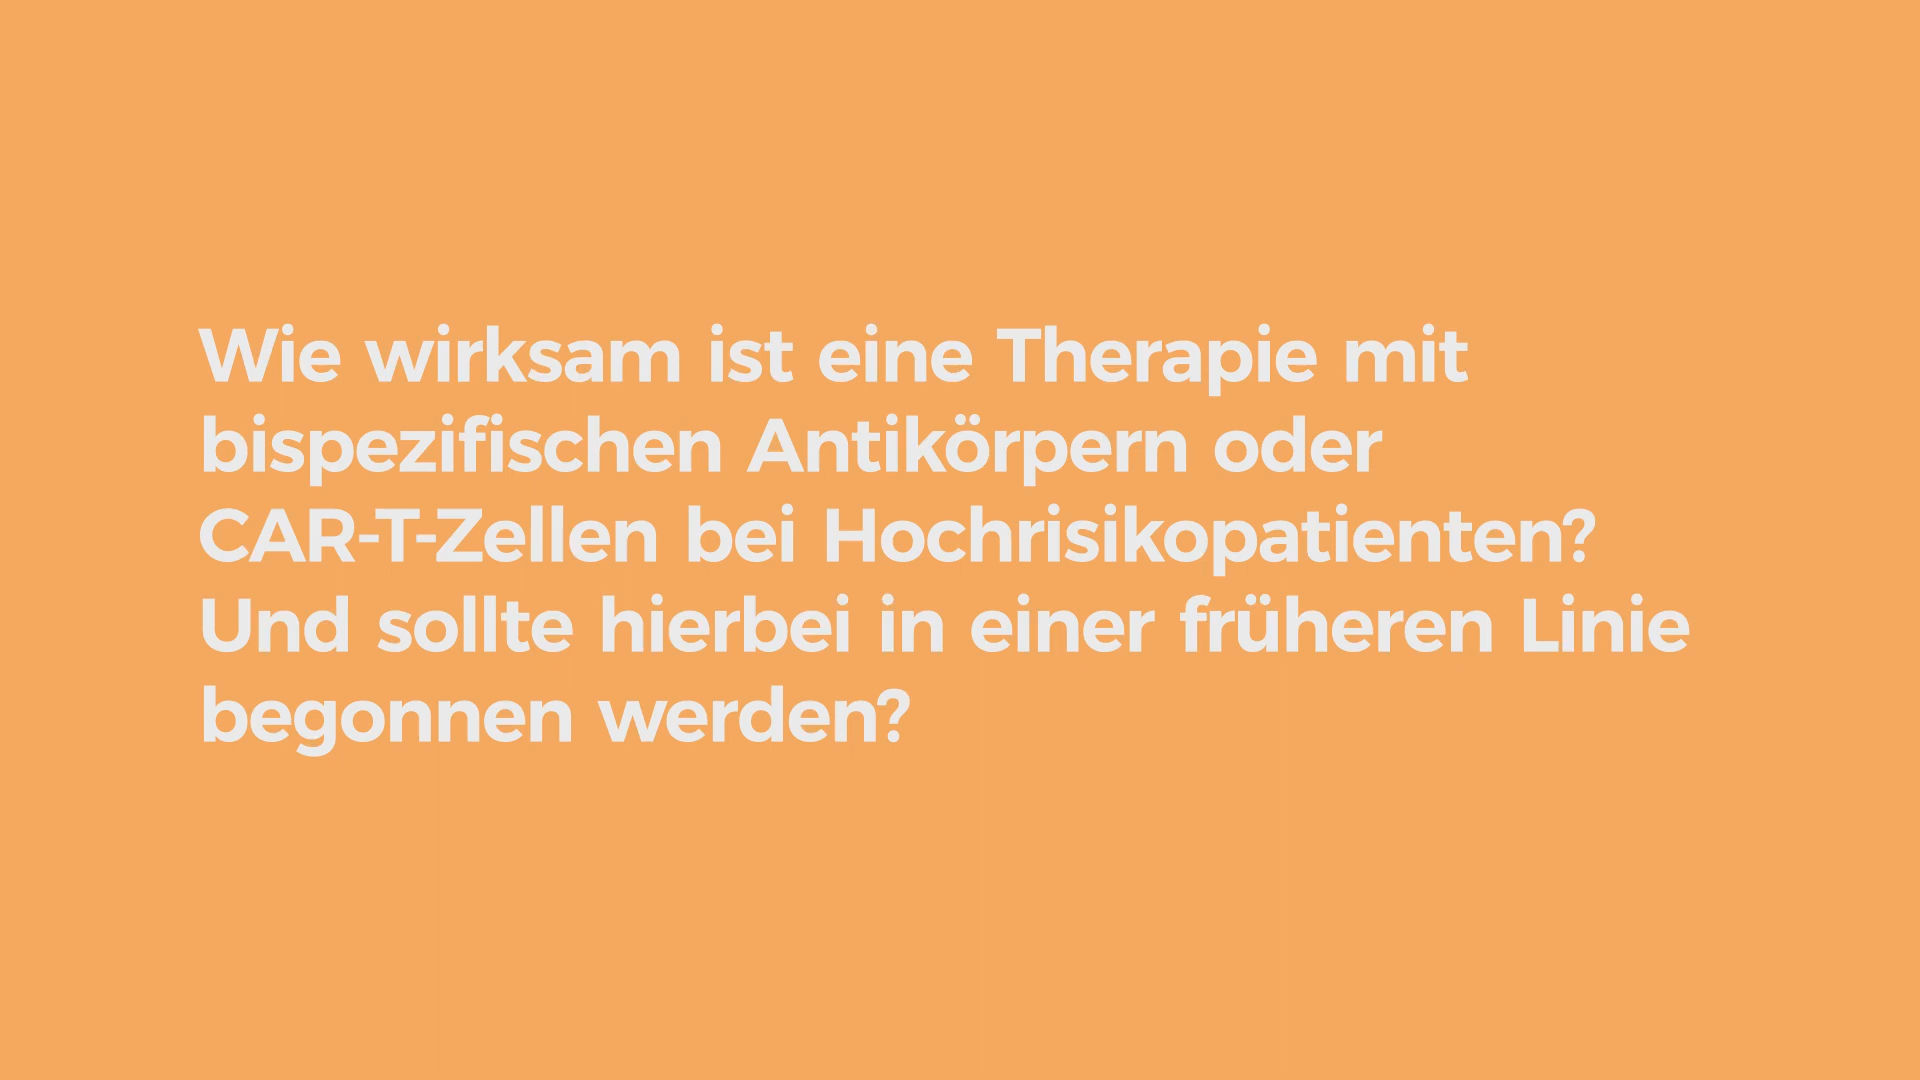 Wie wirksam ist eine Therapie mit
bispezifischen Antikörpern oder
CAR-T-Zellen bei Hochrisikopatienten?
Und sollte hierbei in einer früheren Linie
begonnen werden?